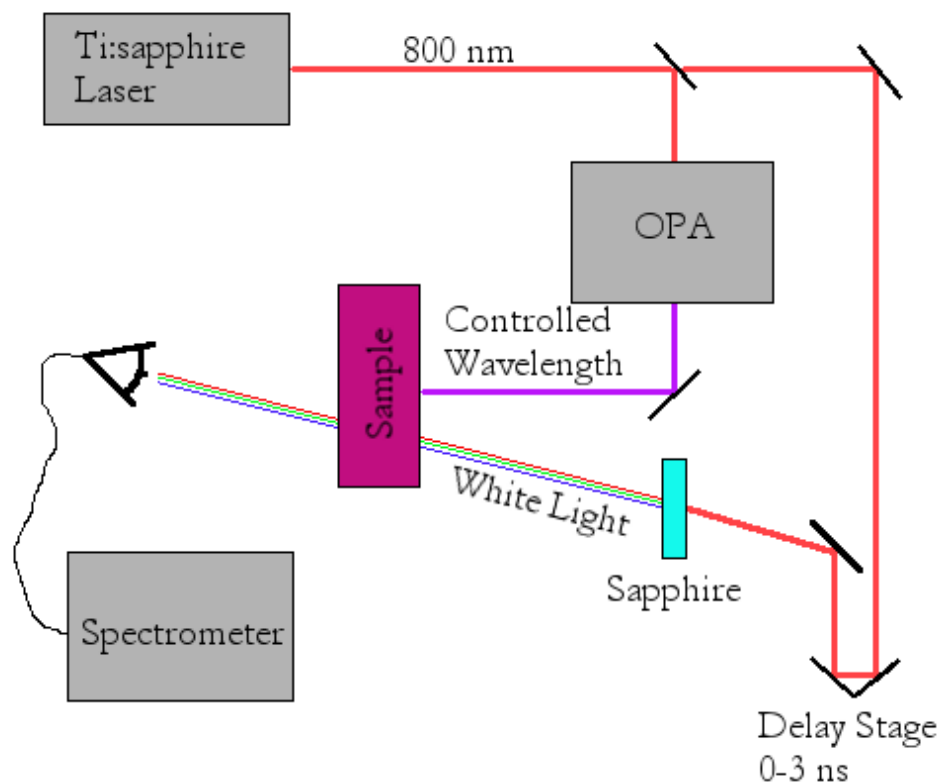 Ti:sapphire
Laser
800 nm
OPA
Controlled
Wavelength
Sample
White Light
Sapphire
Spectrometer
Delay Stage
0-3 ns